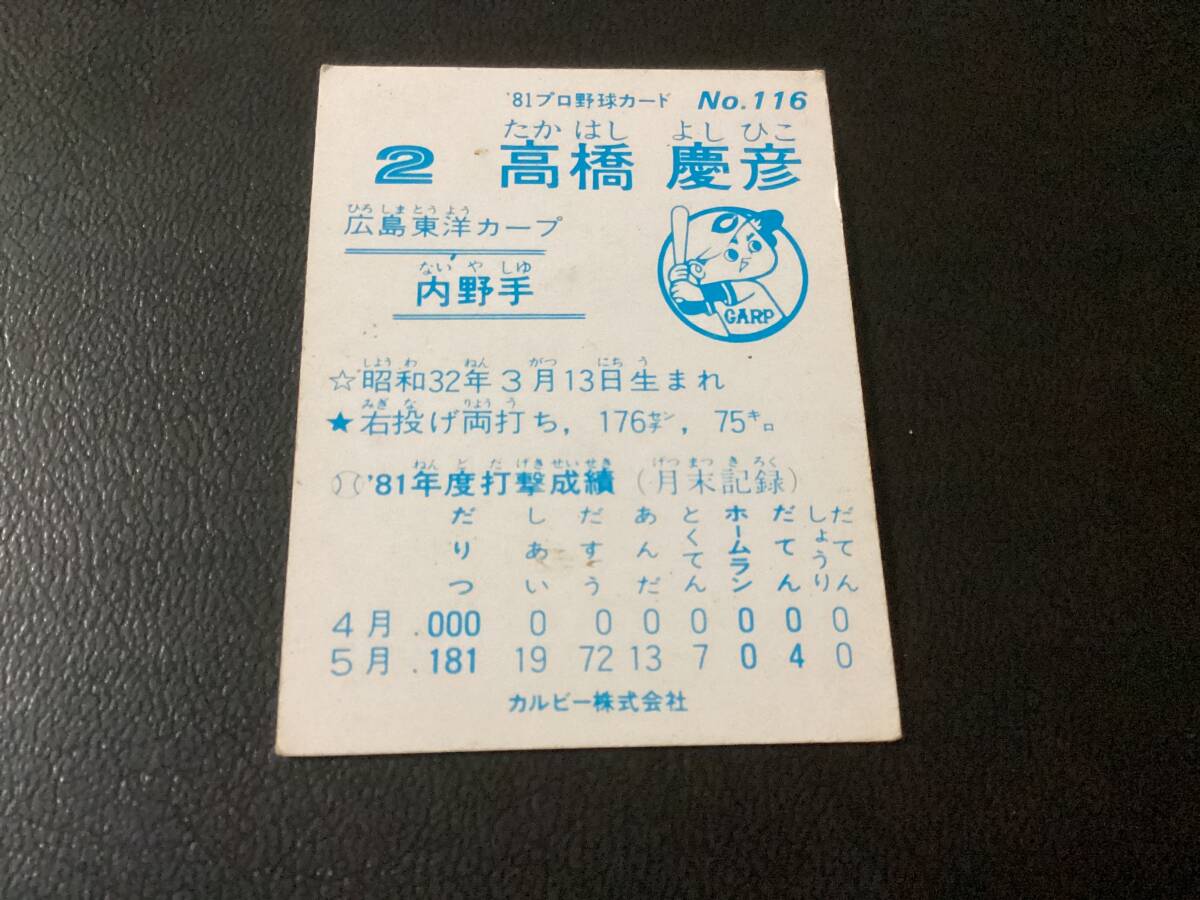 '81プロ野球カード No.116
たか はし よし ひこ
2 高橋 慶彦
ひろ しま とう よう
広島東洋カープ
ない や しゆ
内野手
CARP
しよう わ ねん がつ にち う
☆昭和32年3月13日生まれ
みぎ な りよう う
★右投げ両打ち, 176センチ, 75キロ
ねん ど だ げき せい せき げつ まつ き ろく
'81年度打撃成績(月末記録)
だりつ しあい だすう あんだ とくてん ホームラン だてん しょうりだてん
4月 .000 0 0 0 0 0 0 0
5月 .181 19 72 13 7 0 4 0
カルビー株式会社